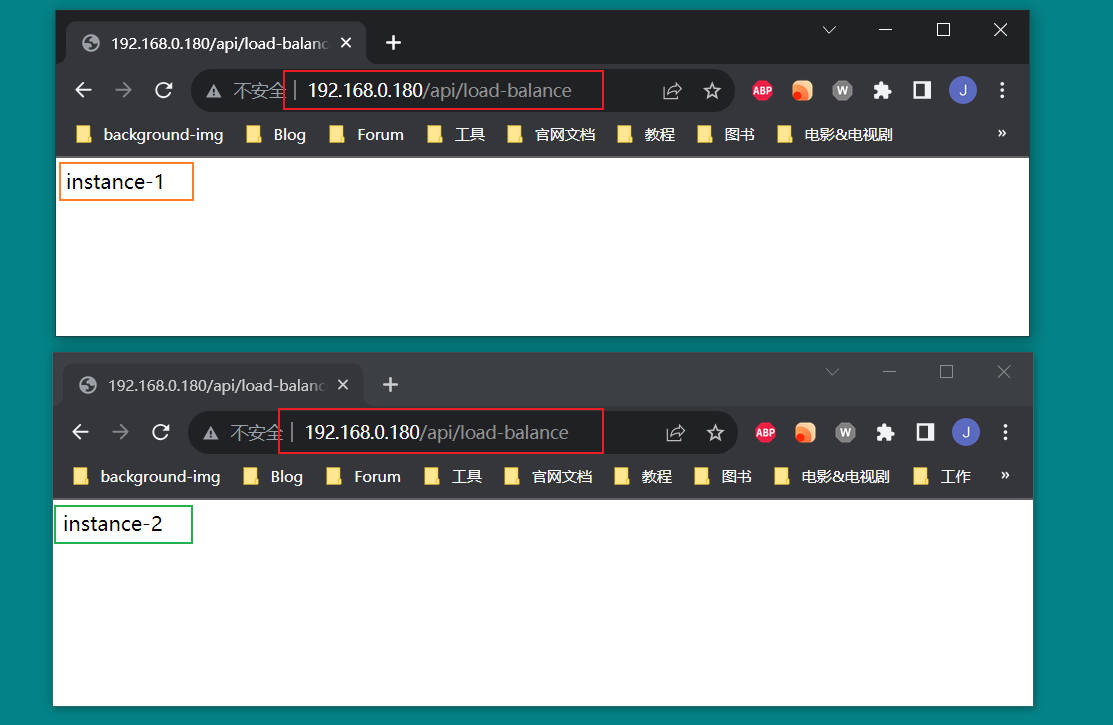 192.168.0.180/api/load-balanc
不安全 | 192.168.0.180/api/load-balance ABP W J
background-img Blog Forum 工具 官网文档 教程 图书 电影&电视剧 »
instance-1
192.168.0.180/api/load-balanc
不安全 | 192.168.0.180/api/load-balance ABP W J
background-img Blog Forum 工具 官网文档 教程 图书 电影&电视剧 工作 »
instance-2